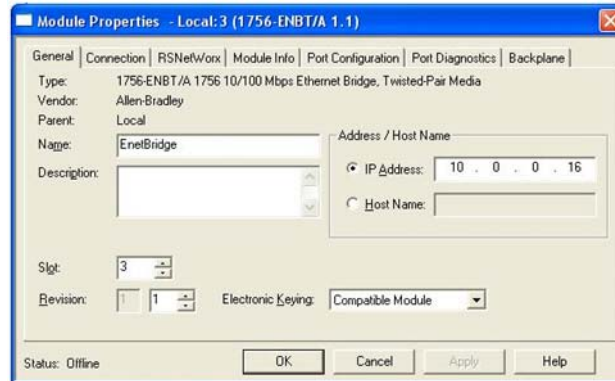 Module Properties - Local:3 (1756-ENBT/A 1.1)
General Connection RSNetWorx Module Info Port Configuration Port Diagnostics Backplane
Type: 1756-ENBT/A 1756 10/100 Mbps Ethernet Bridge, Twisted-Pair Media
Vendor: Allen-Bradley
Parent: Local
Name: EnetBridge
Address / Host Name
Description:
IP Address: 10 . 0 . 0 . 16
Host Name:
Slot: 3
Revision: 1 1 Electronic Keying: Compatible Module
Status: Offline OK Cancel Apply Help